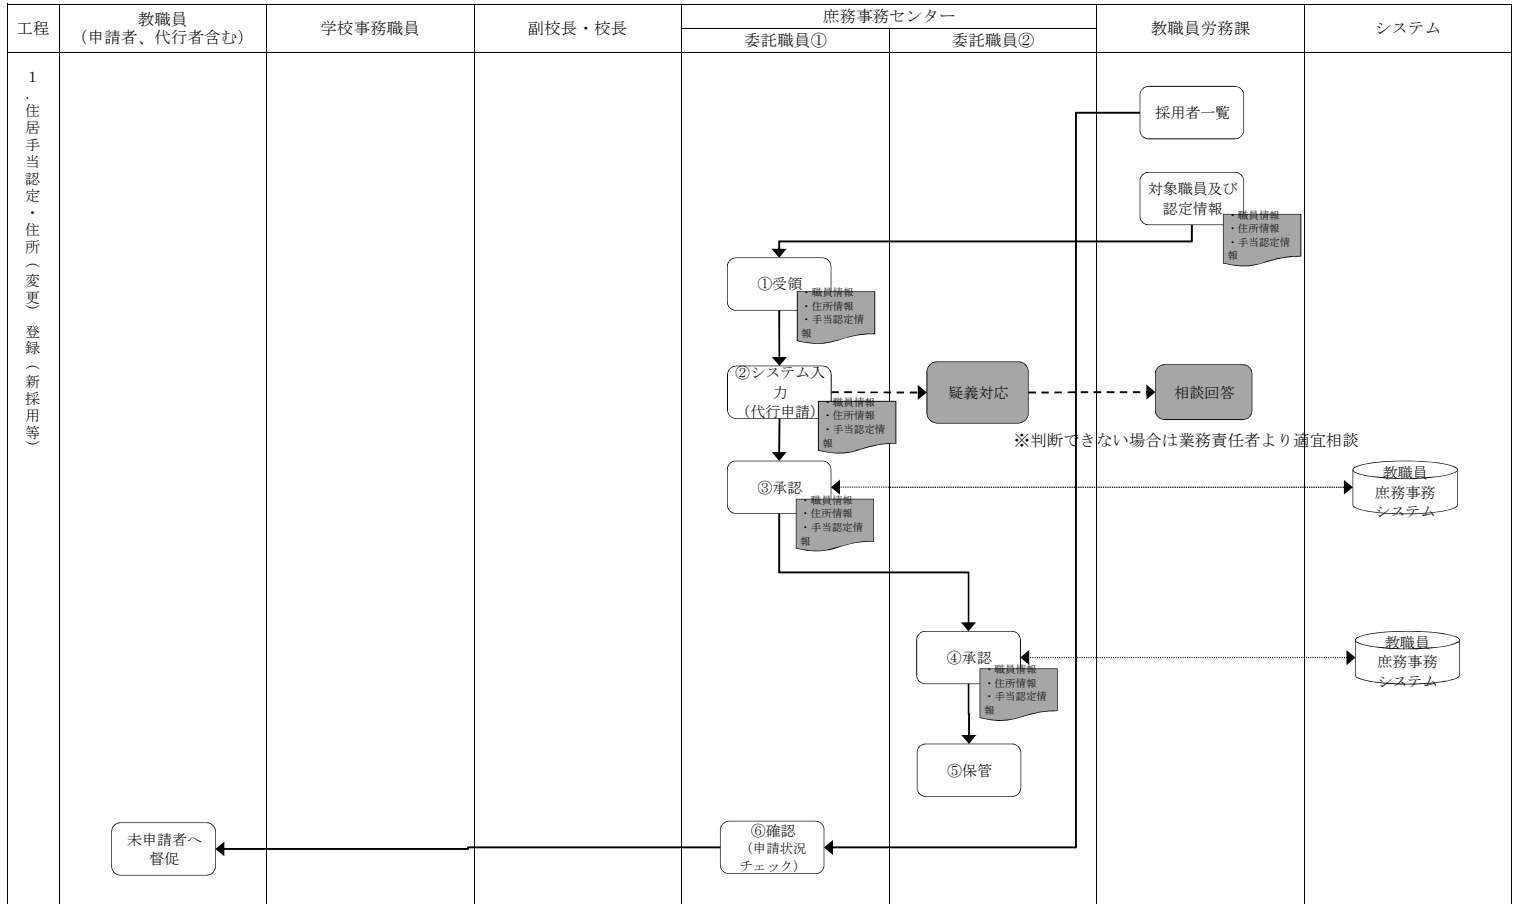 工程
教職員
（申請者、代行者含む）
学校事務職員
副校長・校長
庶務事務センター
委託職員①
委託職員②
教職員労務課
システム
１．住居手当認定・住所（変更）登録（新採用等）
採用者一覧
対象職員及び
認定情報
・職員情報
・住所情報
・手当認定情
報
①受領
・職員情報
・住所情報
・手当認定情
報
②システム入
力
（代行申請）
・職員情報
・住所情報
・手当認定情
報
疑義対応
相談回答
※判断できない場合は業務責任者より適宜相談
③承認
・職員情報
・住所情報
・手当認定情
報
教職員
庶務事務
システム
④承認
・職員情報
・住所情報
・手当認定情
報
教職員
庶務事務
システム
⑤保管
⑥確認
（申請状況
チェック）
未申請者へ
督促